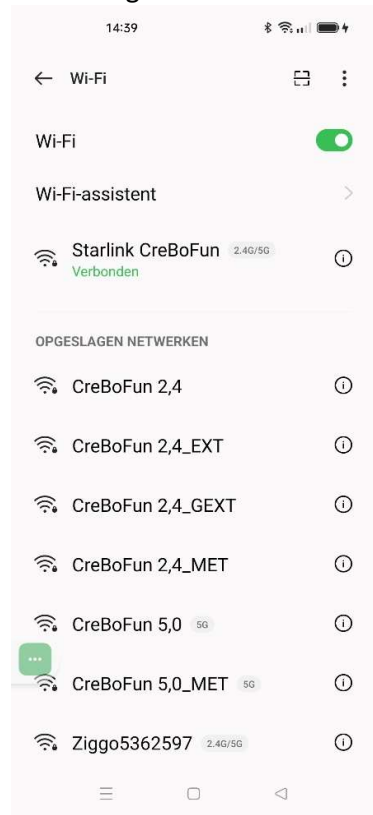 14:39
Wi-Fi
Wi-Fi
Wi-Fi-assistent
Starlink CreBoFun 2.4G/5G
Verbonden
OPGESLAGEN NETWERKEN
CreBoFun 2,4
CreBoFun 2,4_EXT
CreBoFun 2,4_GEXT
CreBoFun 2,4_MET
CreBoFun 5,0 5G
CreBoFun 5,0_MET 5G
Ziggo5362597 2.4G/5G